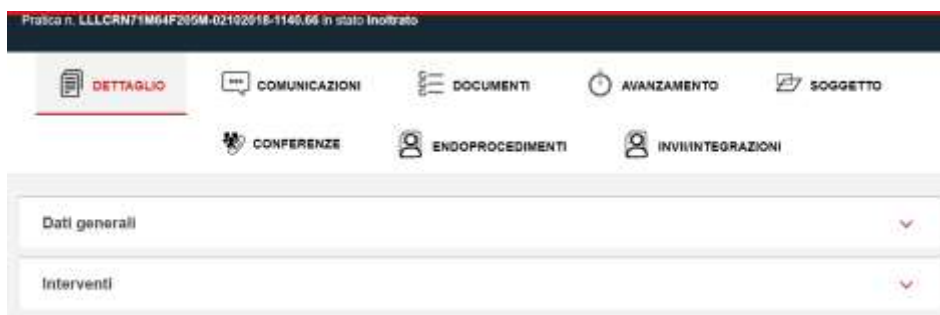 Pratica n. LLLCRN71M64F205M-02102018-1140.66 in stato Inoltrato
DETTAGLIO COMUNICAZIONI DOCUMENTI AVANZAMENTO SOGGETTO
CONFERENZE ENDOPROCEDIMENTI INVII/INTEGRAZIONI
Dati generali
Interventi